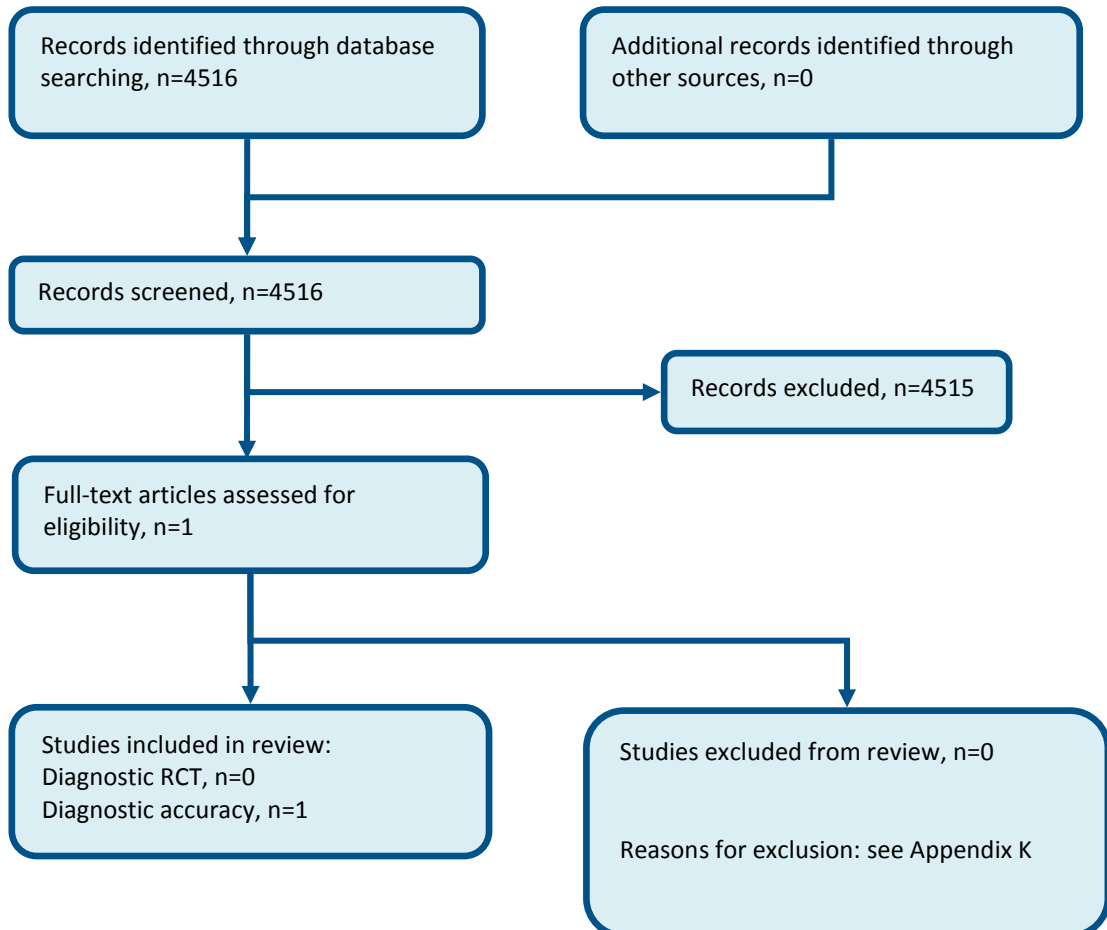 Records identified through database
searching, n=4516
Additional records identified through
other sources, n=0
Records screened, n=4516
Records excluded, n=4515
Full-text articles assessed for
eligibility, n=1
Studies included in review:
Diagnostic RCT, n=0
Diagnostic accuracy, n=1
Studies excluded from review, n=0
Reasons for exclusion: see Appendix K